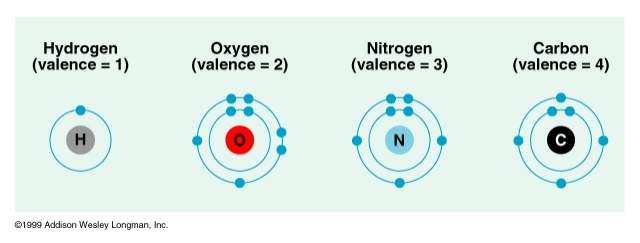 Hydrogen
(valence = 1)
Oxygen
(valence = 2)
Nitrogen
(valence = 3)
Carbon
(valence = 4)
H
O
N
C
©1999 Addison Wesley Longman, Inc.